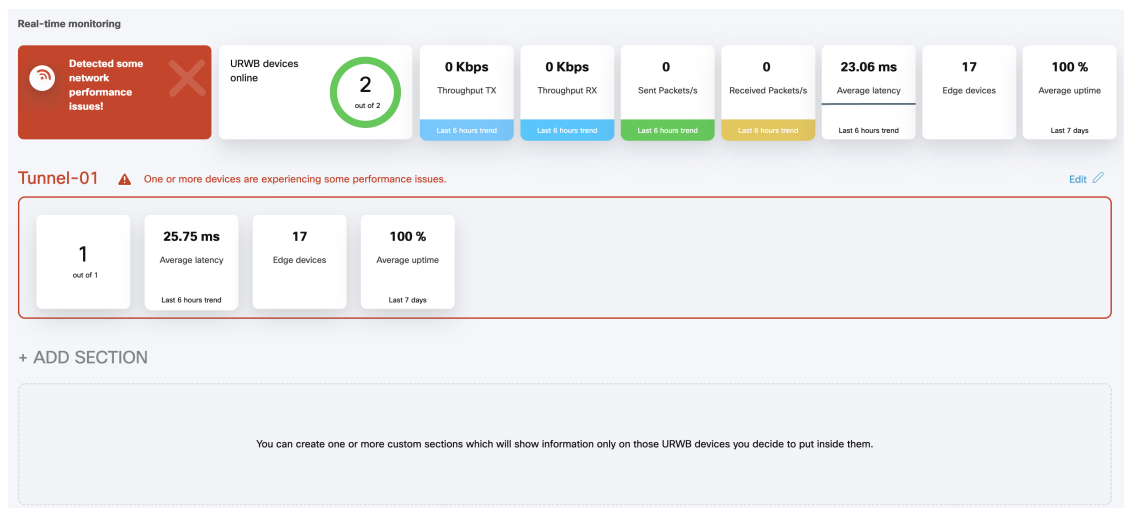 Real-time monitoring
Detected some
network
performance
issues!
URWB devices
online
2
out of 2
0 Kbps
Throughput TX
Last 6 hours trend
0 Kbps
Throughput RX
Last 6 hours trend
0
Sent Packets/s
Last 6 hours trend
0
Received Packets/s
Last 6 hours trend
23.06 ms
Average latency
Last 6 hours trend
17
Edge devices
100 %
Average uptime
Last 7 days
Tunnel-01
One or more devices are experiencing some performance issues.
Edit
1
out of 1
25.75 ms
Average latency
Last 6 hours trend
17
Edge devices
100 %
Average uptime
Last 7 days
+ ADD SECTION
You can create one or more custom sections which will show information only on those URWB devices you decide to put inside them.